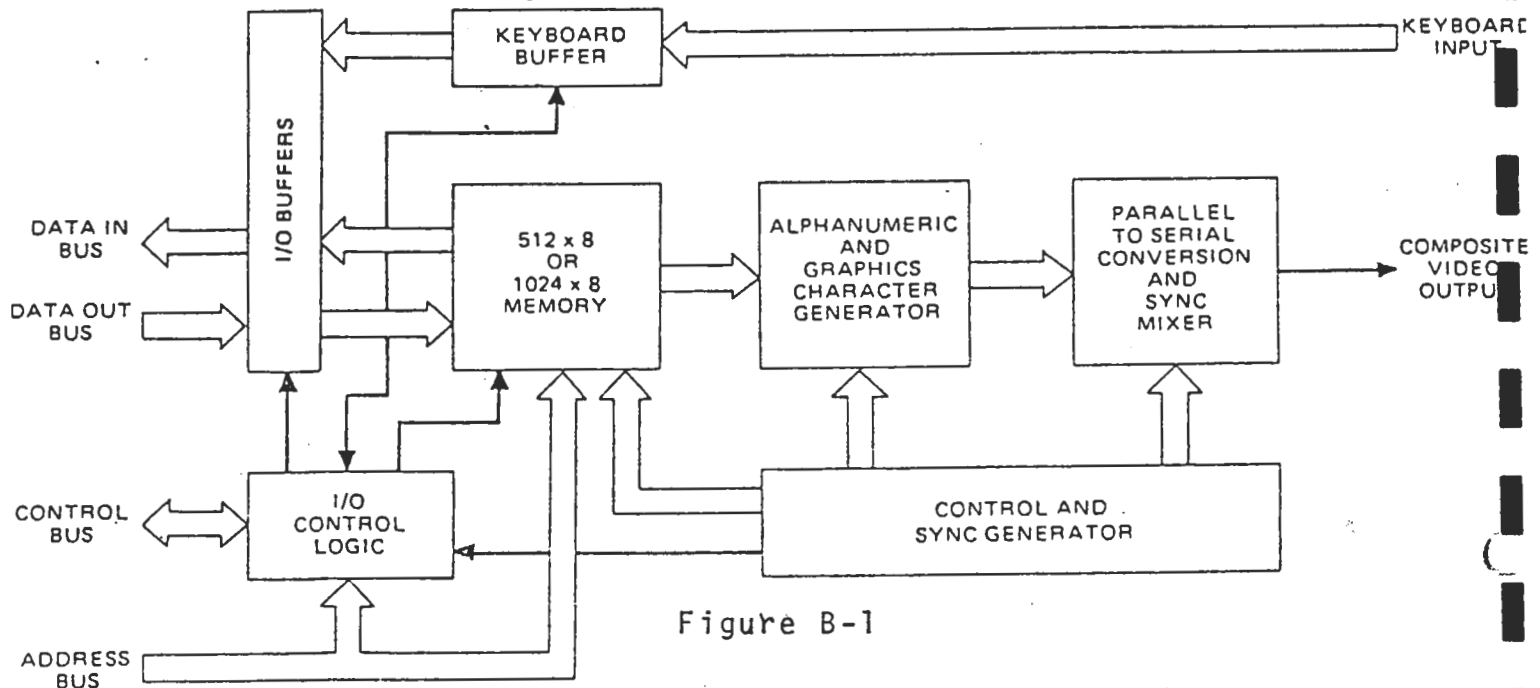 KEYBOARD
BUFFER
KEYBOARD
INPUT
I/O BUFFERS
DATA IN
BUS
DATA OUT
BUS
512 x 8
OR
1024 x 8
MEMORY
ALPHANUMERIC
AND
GRAPHICS
CHARACTER
GENERATOR
PARALLEL
TO SERIAL
CONVERSION
AND
SYNC
MIXER
COMPOSITE
VIDEO
OUTPUT
CONTROL
BUS
I/O
CONTROL
LOGIC
CONTROL AND
SYNC GENERATOR
Figure B-1
ADDRESS
BUS